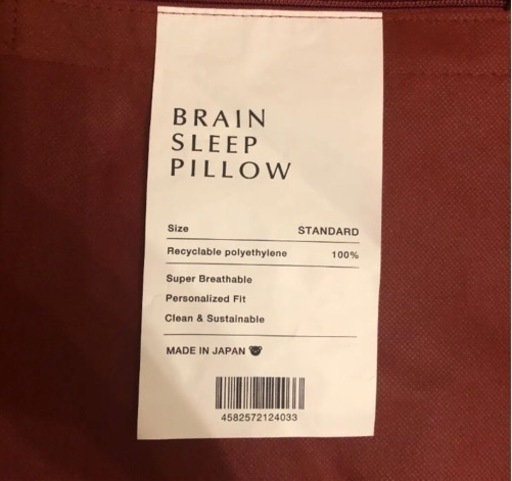 BRAIN
SLEEP
PILLOW
Size STANDARD
Recyclable polyethylene 100%
Super Breathable
Personalized Fit
Clean & Sustainable
MADE IN JAPAN
4582572124033